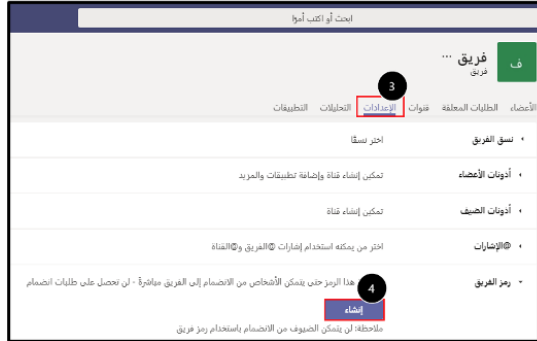 ابحث أو اكتب أمرًا
ف
فريق ...
فريق
3
الأعضاء الطلبات المعلقة قنوات الإعدادات التحليلات التطبيقات
نسق الفريق اختر نسقًا
أذونات الأعضاء تمكين إنشاء قناة وإضافة تطبيقات والمزيد
أذونات الضيف تمكين إنشاء قناة
@الإشارات اختر من يمكنه استخدام إشارات @الفريق و@القناة
رمز الفريق هذا الرمز حتى يتمكن الأشخاص من الانضمام إلى الفريق مباشرةً - لن تحصل على طلبات انضمام
4
إنشاء
ملاحظة: لن يتمكن الضيوف من الانضمام باستخدام رمز فريق